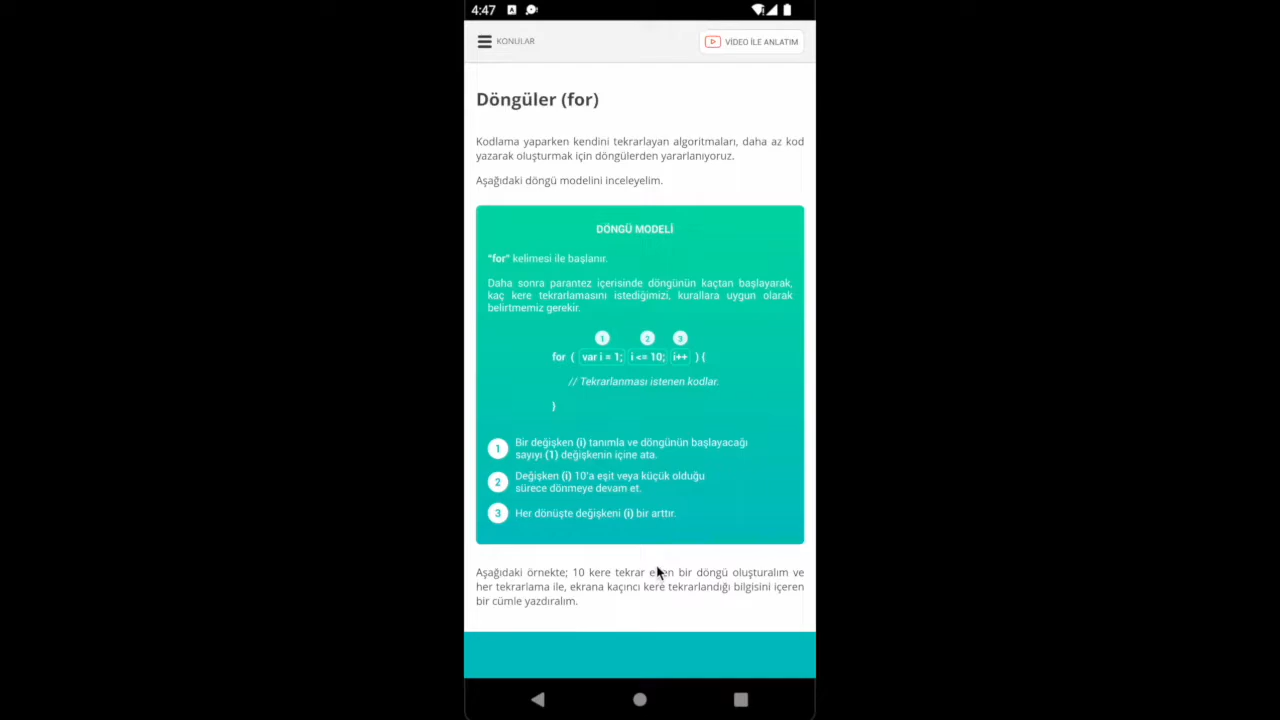 4:47
KONULAR
VİDEO İLE ANLATIM
Döngüler (for)
Kodlama yaparken kendini tekrarlayan algoritmaları, daha az kod
yazarak oluşturmak için döngülerden yararlanıyoruz.
Aşağıdaki döngü modelini inceleyelim.
DÖNGÜ MODELİ
"for" kelimesi ile başlanır.
Daha sonra parantez içerisinde döngünün kaçtan başlayarak,
kaç kere tekrarlamasını istediğimizi, kurallara uygun olarak
belirtmemiz gerekir.
1 2 3
for ( var i = 1; i <= 10; i++ ) {
// Tekrarlanması istenen kodlar.
}
1 Bir değişken (i) tanımla ve döngünün başlayacağı
sayıyı (1) değişkenin içine ata.
2 Değişken (i) 10'a eşit veya küçük olduğu
sürece dönmeye devam et.
3 Her dönüşte değişkeni (i) bir arttır.
Aşağıdaki örnekte; 10 kere tekrar eden bir döngü oluşturalım ve
her tekrarlama ile, ekrana kaçıncı kere tekrarlandığı bilgisini içeren
bir cümle yazdıralım.